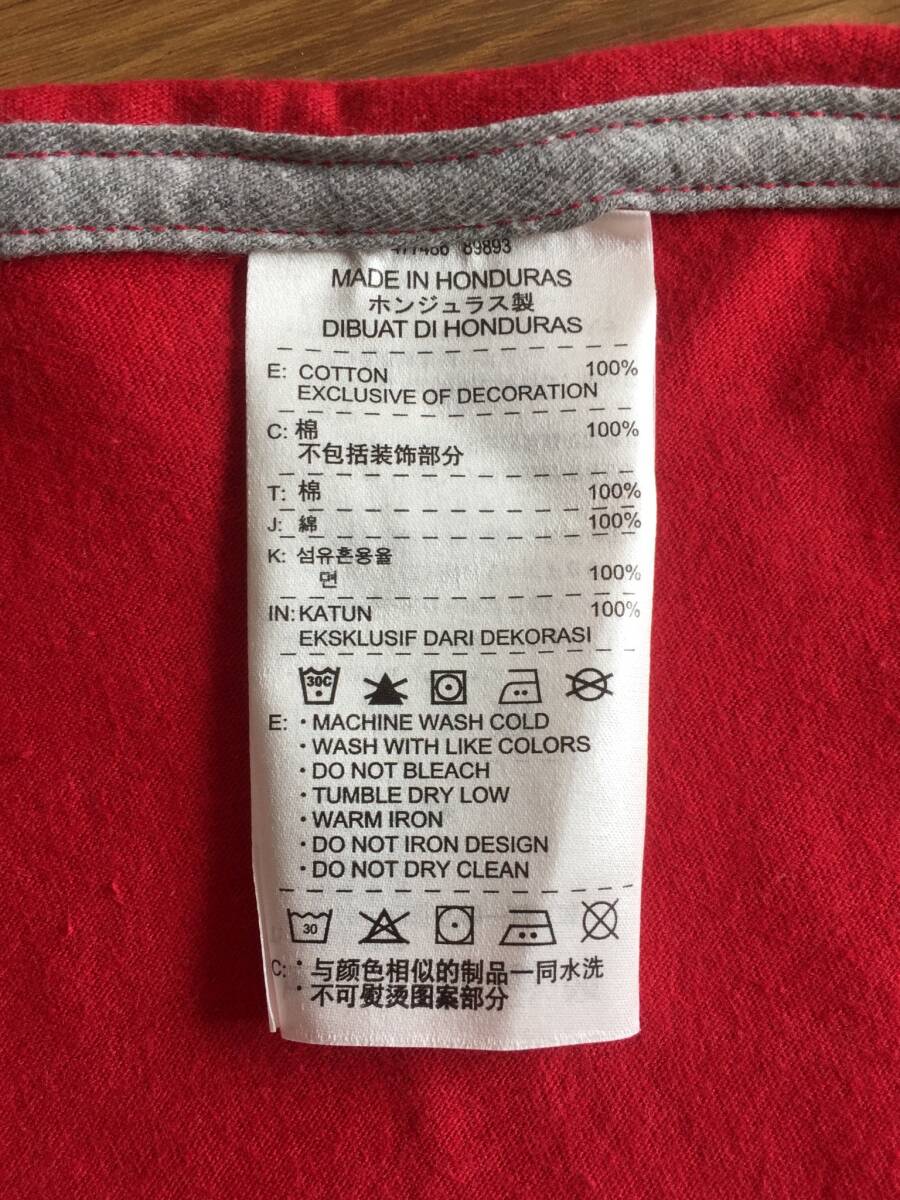 89893
MADE IN HONDURAS
ホンジュラス製
DIBUAT DI HONDURAS
E: COTTON 100%
EXCLUSIVE OF DECORATION
C: 棉 100%
不包括装饰部分
T: 棉 100%
J: 綿 100%
K: 섬유혼용율
면 100%
IN: KATUN 100%
EKSKLUSIF DARI DEKORASI
30C
E: • MACHINE WASH COLD
• WASH WITH LIKE COLORS
• DO NOT BLEACH
• TUMBLE DRY LOW
• WARM IRON
• DO NOT IRON DESIGN
• DO NOT DRY CLEAN
30
C: • 与颜色相似的制品一同水洗
• 不可熨烫图案部分